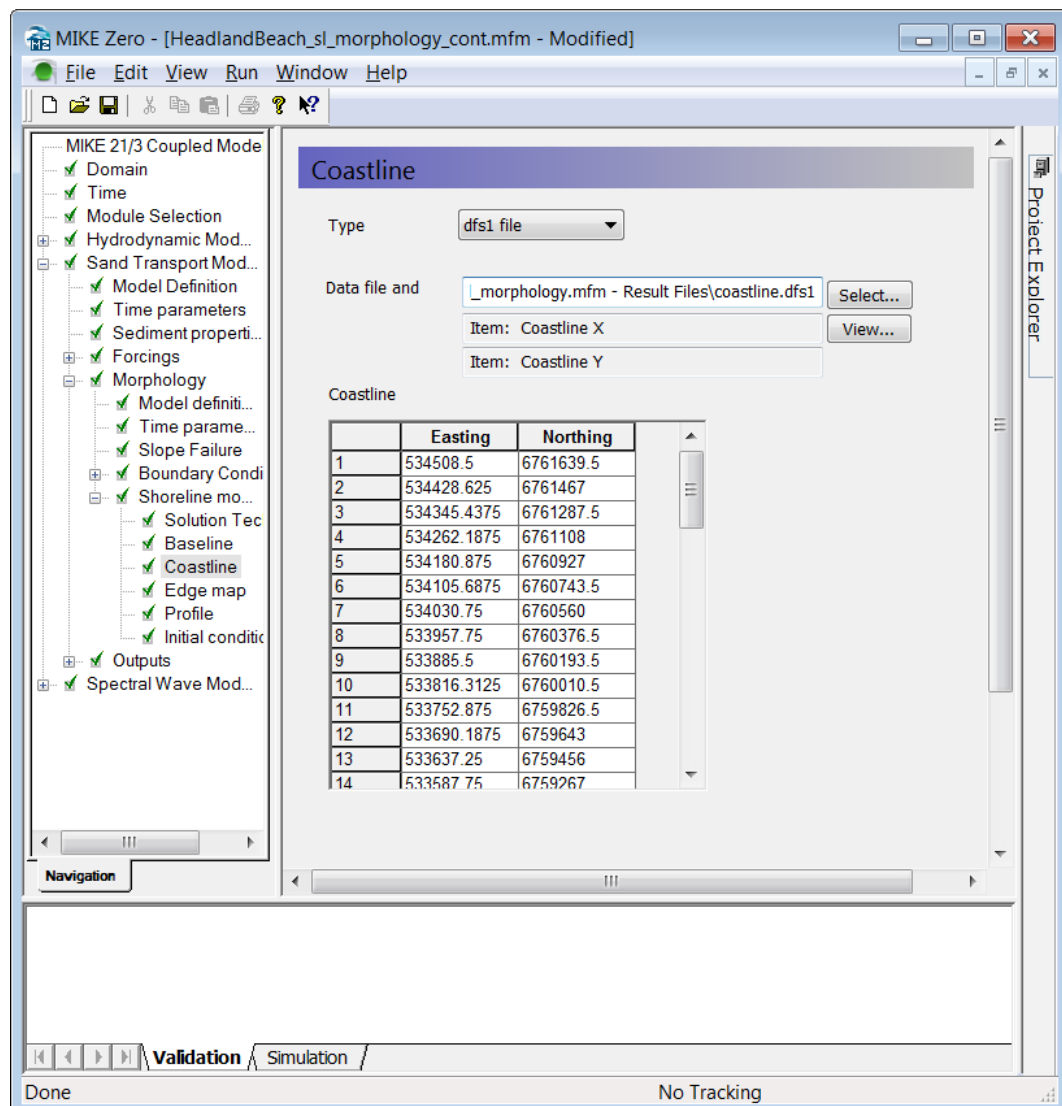 MIKE Zero - [HeadlandBeach_sl_morphology_cont.mfm - Modified]
File Edit View Run Window Help
MIKE 21/3 Coupled Mode
Domain
Time
Module Selection
Hydrodynamic Mod...
Sand Transport Mod...
Model Definition
Time parameters
Sediment properti...
Forcings
Morphology
Model definiti...
Time parame...
Slope Failure
Boundary Condi
Shoreline mo...
Solution Tec
Baseline
Coastline
Edge map
Profile
Initial conditic
Outputs
Spectral Wave Mod...
Navigation
Coastline
Type dfs1 file
Data file and l_morphology.mfm - Result Files\coastline.dfs1 Select...
Item: Coastline X View...
Item: Coastline Y
Coastline
Easting Northing
1 534508.5 6761639.5
2 534428.625 6761467
3 534345.4375 6761287.5
4 534262.1875 6761108
5 534180.875 6760927
6 534105.6875 6760743.5
7 534030.75 6760560
8 533957.75 6760376.5
9 533885.5 6760193.5
10 533816.3125 6760010.5
11 533752.875 6759826.5
12 533690.1875 6759643
13 533637.25 6759456
14 533587.75 6759267
Project Explorer
Validation Simulation
Done No Tracking